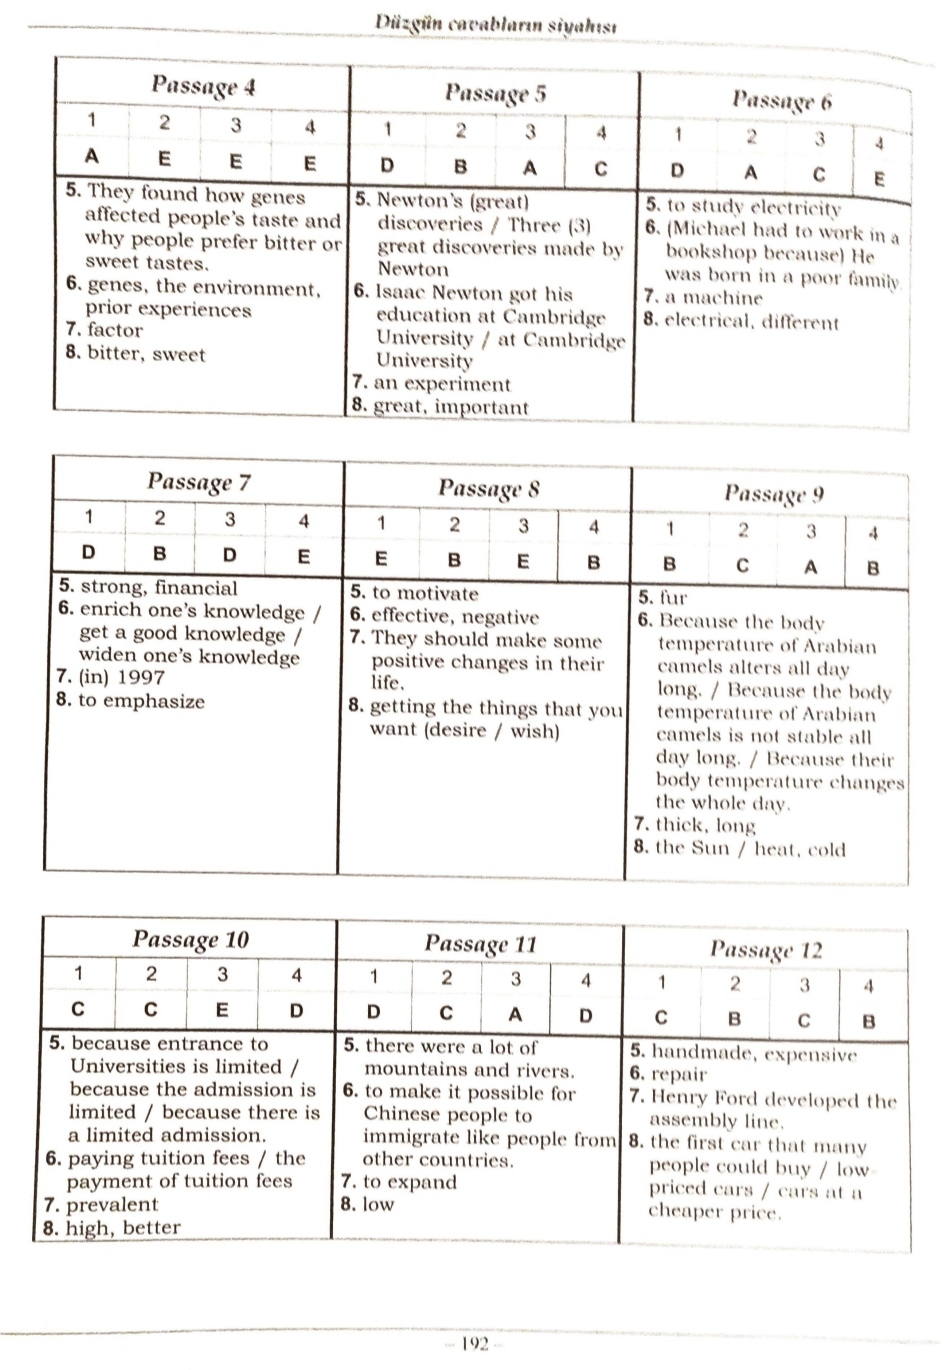 Düzgün cavabların siyahısı
Passage 4
1 2 3 4
A E E E
5. They found how genes
affected people's taste and
why people prefer bitter or
sweet tastes.
6. genes, the environment,
prior experiences
7. factor
8. bitter, sweet
Passage 5
1 2 3 4
D B A C
5. Newton's (great)
discoveries / Three (3)
great discoveries made by
Newton
6. Isaac Newton got his
education at Cambridge
University / at Cambridge
University
7. an experiment
8. great, important
Passage 6
1 2 3 4
D A C E
5. to study electricity
6. (Michael had to work in a
bookshop because) He
was born in a poor family.
7. a machine
8. electrical, different
Passage 7
1 2 3 4
D B D E
5. strong, financial
6. enrich one's knowledge /
get a good knowledge /
widen one's knowledge
7. (in) 1997
8. to emphasize
Passage 8
1 2 3 4
E B E B
5. to motivate
6. effective, negative
7. They should make some
positive changes in their
life.
8. getting the things that you
want (desire / wish)
Passage 9
1 2 3 4
B C A B
5. fur
6. Because the body
temperature of Arabian
camels alters all day
long. / Because the body
temperature of Arabian
camels is not stable all
day long. / Because their
body temperature changes
the whole day.
7. thick, long
8. the Sun / heat, cold
Passage 10
1 2 3 4
C C E D
5. because entrance to
Universities is limited /
because the admission is
limited / because there is
a limited admission.
6. paying tuition fees / the
payment of tuition fees
7. prevalent
8. high, better
Passage 11
1 2 3 4
D C A D
5. there were a lot of
mountains and rivers.
6. to make it possible for
Chinese people to
immigrate like people from
other countries.
7. to expand
8. low
Passage 12
1 2 3 4
C B C B
5. handmade, expensive
6. repair
7. Henry Ford developed the
assembly line.
8. the first car that many
people could buy / low-
priced cars / cars at a
cheaper price.
- 192 -